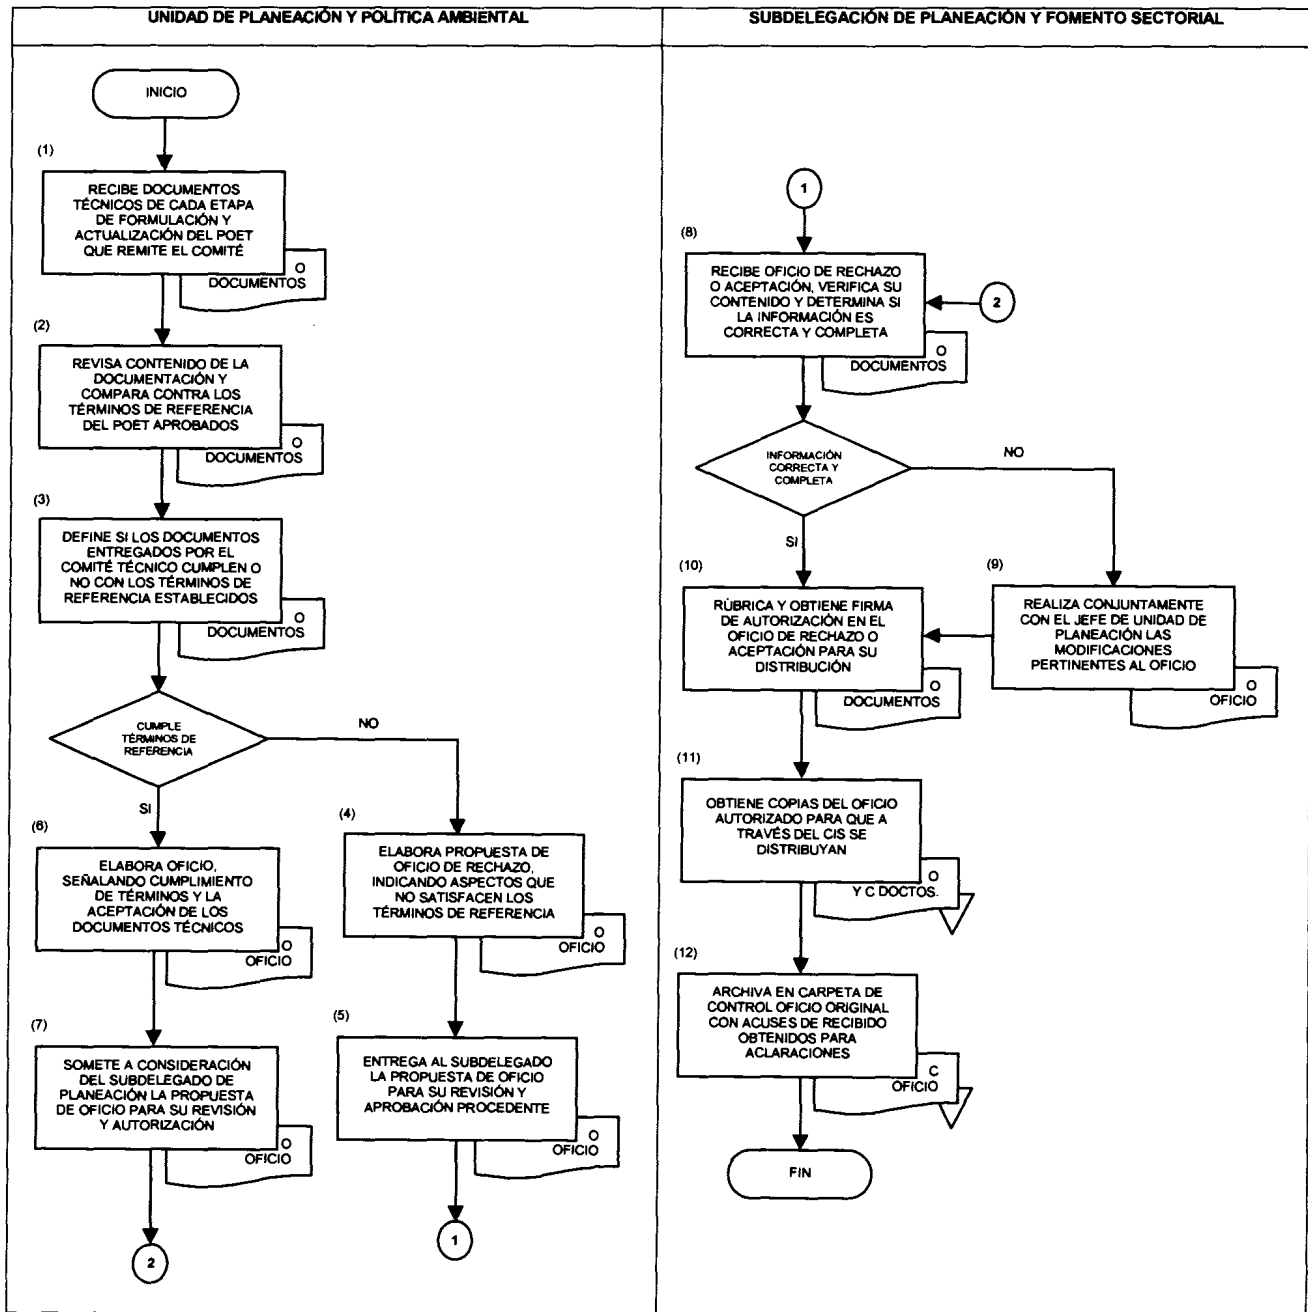 UNIDAD DE PLANEACIÓN Y POLÍTICA AMBIENTAL
INICIO
(1)
RECIBE DOCUMENTOS
TÉCNICOS DE CADA ETAPA
DE FORMULACIÓN Y
ACTUALIZACIÓN DEL POET
QUE REMITE EL COMITÉ
O
DOCUMENTOS
(2)
REVISA CONTENIDO DE LA
DOCUMENTACIÓN Y
COMPARA CONTRA LOS
TÉRMINOS DE REFERENCIA
DEL POET APROBADOS
O
DOCUMENTOS
(3)
DEFINE SI LOS DOCUMENTOS
ENTREGADOS POR EL
COMITÉ TÉCNICO CUMPLEN O
NO CON LOS TÉRMINOS DE
REFERENCIA ESTABLECIDOS
O
DOCUMENTOS
CUMPLE
TÉRMINOS DE
REFERENCIA
NO
SI
(6)
ELABORA OFICIO,
SEÑALANDO CUMPLIMIENTO
DE TÉRMINOS Y LA
ACEPTACIÓN DE LOS
DOCUMENTOS TÉCNICOS
O
OFICIO
(7)
SOMETE A CONSIDERACIÓN
DEL SUBDELEGADO DE
PLANEACIÓN LA PROPUESTA
DE OFICIO PARA SU REVISIÓN
Y AUTORIZACIÓN
O
OFICIO
2
(4)
ELABORA PROPUESTA DE
OFICIO DE RECHAZO,
INDICANDO ASPECTOS QUE
NO SATISFACEN LOS
TÉRMINOS DE REFERENCIA
O
OFICIO
(5)
ENTREGA AL SUBDELEGADO
LA PROPUESTA DE OFICIO
PARA SU REVISIÓN Y
APROBACIÓN PROCEDENTE
O
OFICIO
1
SUBDELEGACIÓN DE PLANEACIÓN Y FOMENTO SECTORIAL
1
(8)
RECIBE OFICIO DE RECHAZO
O ACEPTACIÓN, VERIFICA SU
CONTENIDO Y DETERMINA SI
LA INFORMACIÓN ES
CORRECTA Y COMPLETA
2
O
DOCUMENTOS
INFORMACIÓN
CORRECTA Y
COMPLETA
NO
SI
(10)
RÚBRICA Y OBTIENE FIRMA
DE AUTORIZACIÓN EN EL
OFICIO DE RECHAZO O
ACEPTACIÓN PARA SU
DISTRIBUCIÓN
O
DOCUMENTOS
(9)
REALIZA CONJUNTAMENTE
CON EL JEFE DE UNIDAD DE
PLANEACIÓN LAS
MODIFICACIONES
PERTINENTES AL OFICIO
O
OFICIO
(11)
OBTIENE COPIAS DEL OFICIO
AUTORIZADO PARA QUE A
TRAVÉS DEL CIS SE
DISTRIBUYAN
O
Y C DOCTOS.
(12)
ARCHIVA EN CARPETA DE
CONTROL OFICIO ORIGINAL
CON ACUSES DE RECIBIDO
OBTENIDOS PARA
ACLARACIONES
C
OFICIO
FIN